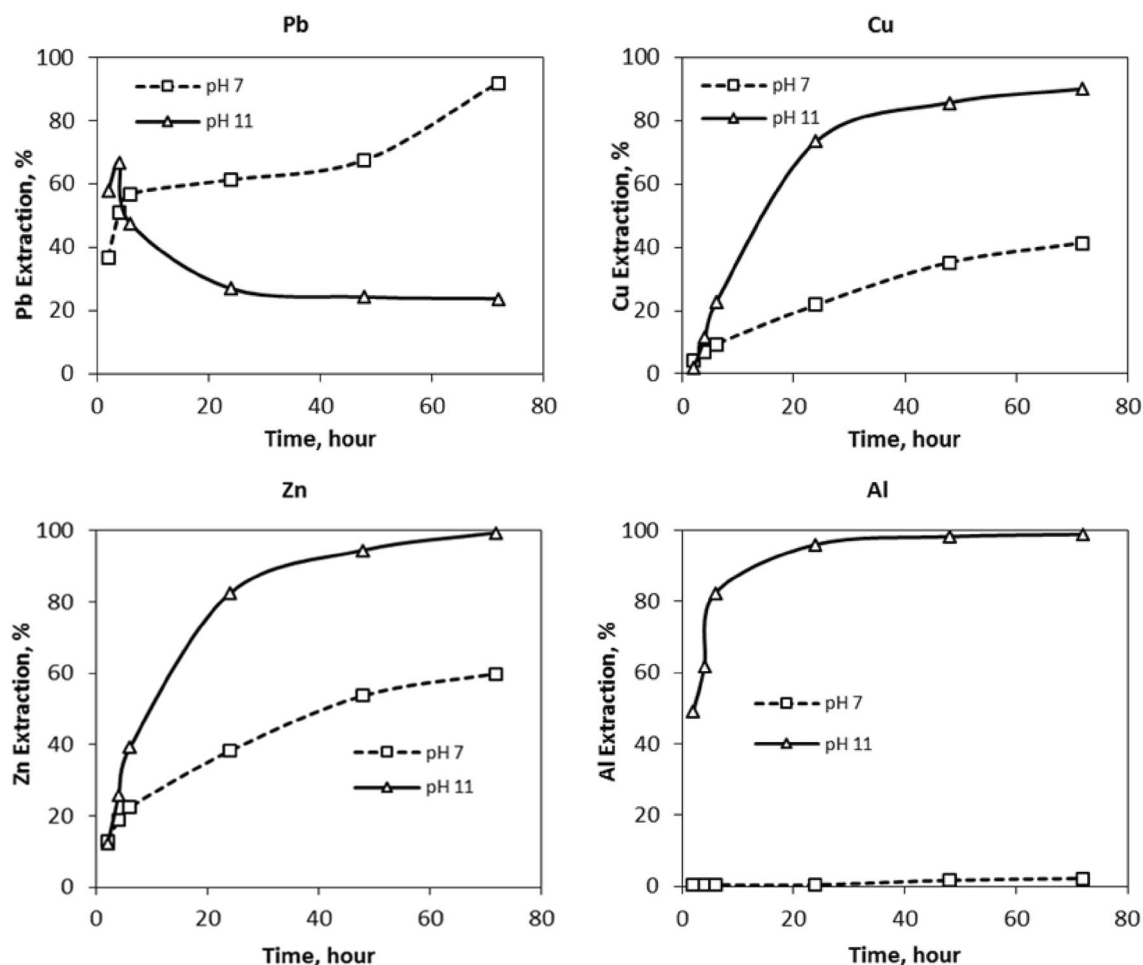 Pb
100
80
60
40
20
0
pH 7
pH 11
Pb Extraction, %
0 20 40 60 80
Time, hour
Cu
100
80
60
40
20
0
pH 7
pH 11
Cu Extraction, %
0 20 40 60 80
Time, hour
Zn
100
80
60
40
20
0
pH 7
pH 11
Zn Extraction, %
0 20 40 60 80
Time, hour
Al
100
80
60
40
20
0
pH 7
pH 11
Al Extraction, %
0 20 40 60 80
Time, hour